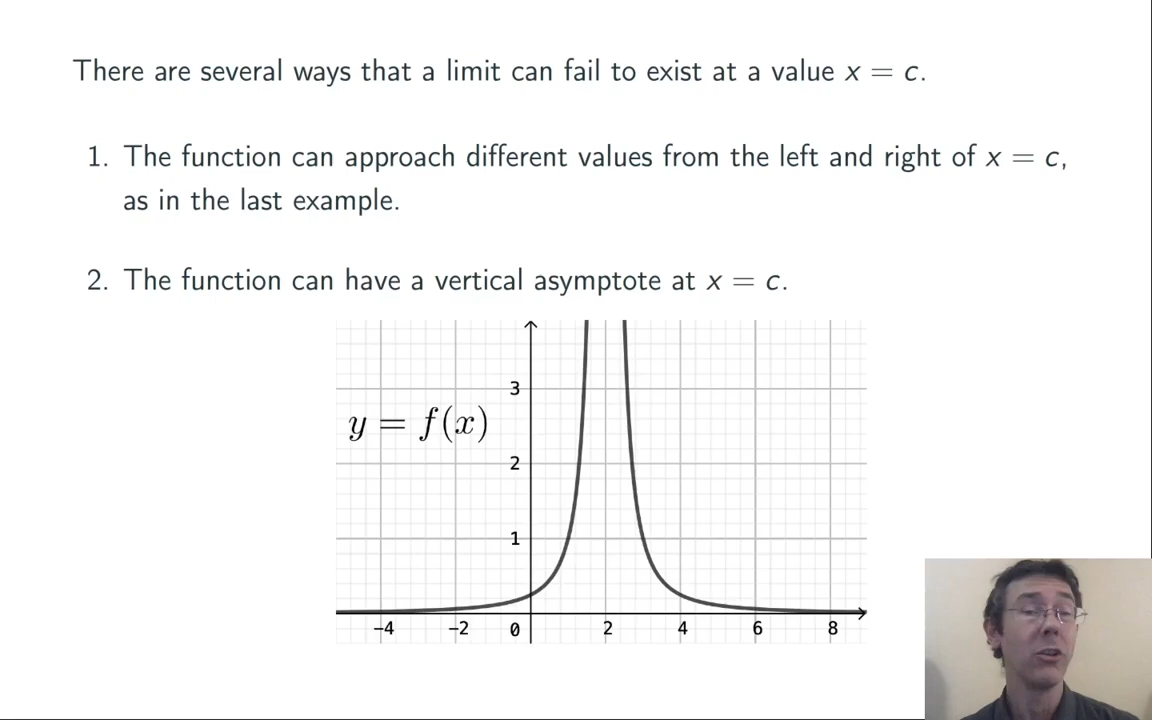 There are several ways that a limit can fail to exist at a value x = c.
1. The function can approach different values from the left and right of x = c,
as in the last example.
2. The function can have a vertical asymptote at x = c.
3
y = f(x)
2
1
−4 −2 0 2 4 6 8